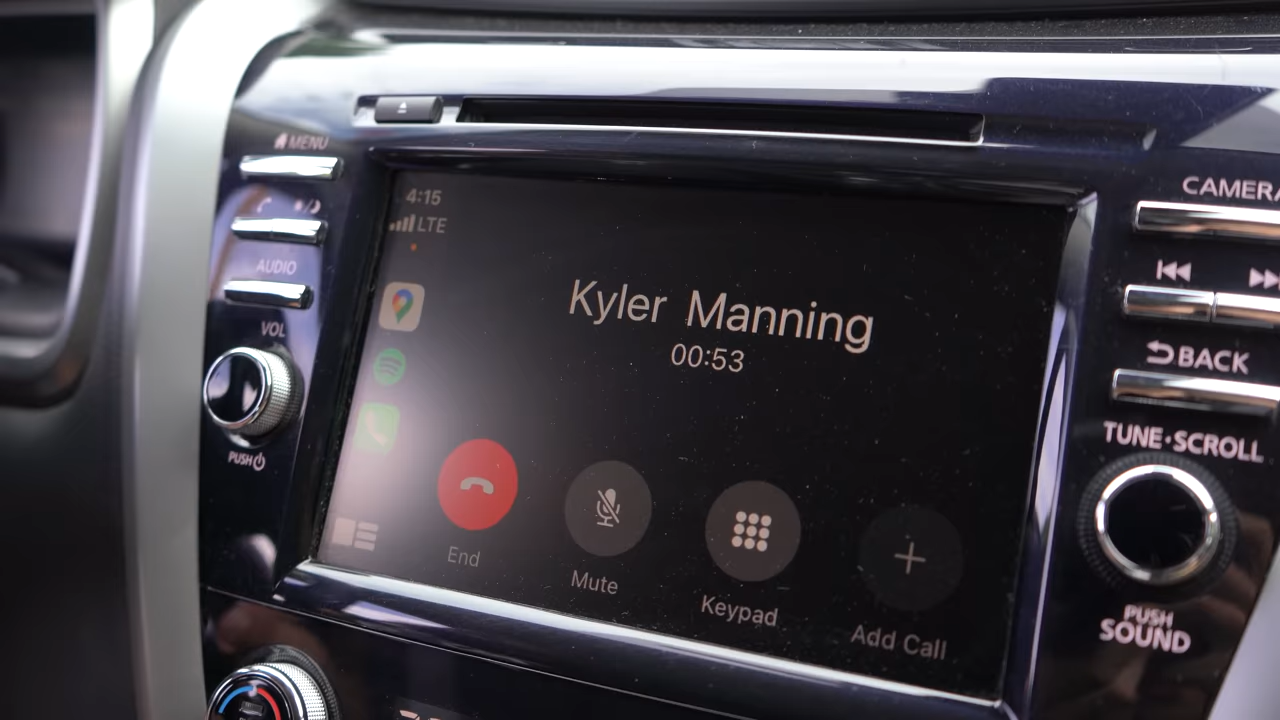 MENU
AUDIO
VOL
PUSH
4:15
LTE
Kyler Manning
00:53
End
Mute
Keypad
Add Call
CAMERA
BACK
TUNE·SCROLL
PUSH
SOUND